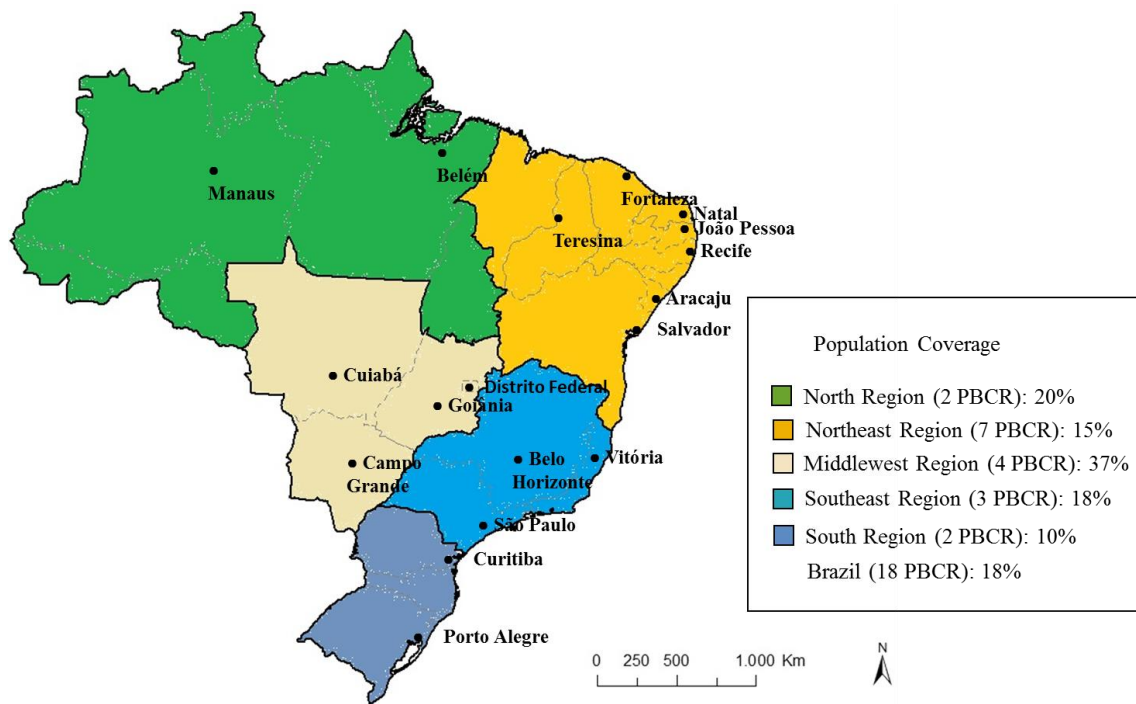 Manaus
Belém
Fortaleza
Natal
João Pessoa
Teresina
Recife
Aracaju
Salvador
Cuiabá
Distrito Federal
Goiânia
Campo
Grande
Belo
Horizonte
Vitória
São Paulo
Curitiba
Porto Alegre
Population Coverage
North Region (2 PBCR): 20%
Northeast Region (7 PBCR): 15%
Middlewest Region (4 PBCR): 37%
Southeast Region (3 PBCR): 18%
South Region (2 PBCR): 10%
Brazil (18 PBCR): 18%
0 250 500 1.000 Km
N